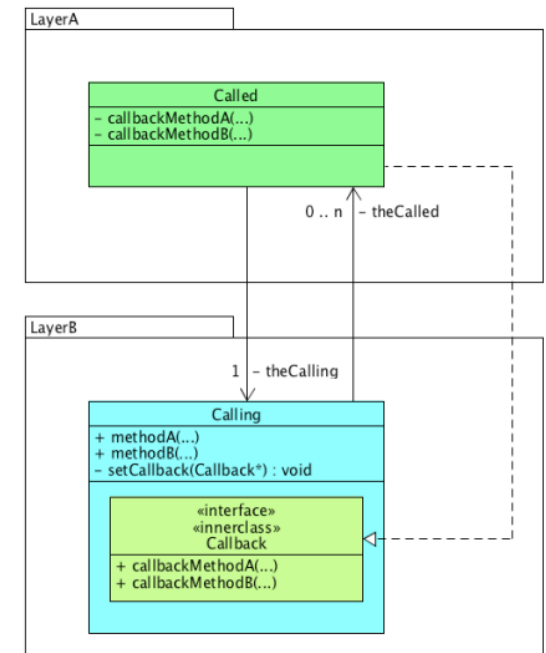 LayerA
Called
- callbackMethodA(...)
- callbackMethodB(...)
0 .. n
- theCalled
LayerB
1
- theCalling
Calling
+ methodA(...)
+ methodB(...)
- setCallback(Callback*) : void
«interface»
«innerclass»
Callback
+ callbackMethodA(...)
+ callbackMethodB(...)